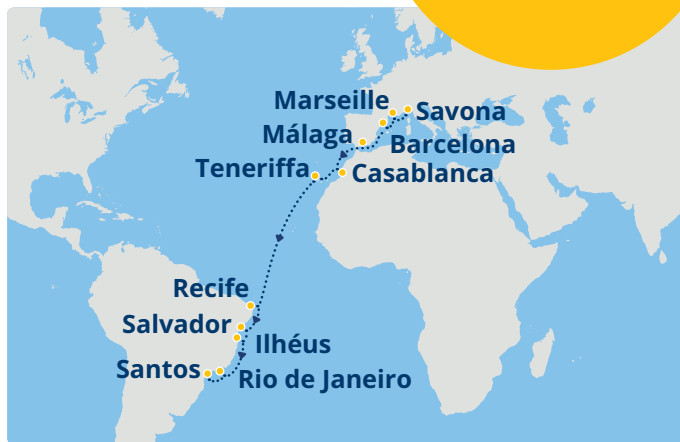 Marseille
Savona
Málaga
Barcelona
Teneriffa
Casablanca
Recife
Salvador
Ilhéus
Santos
Rio de Janeiro